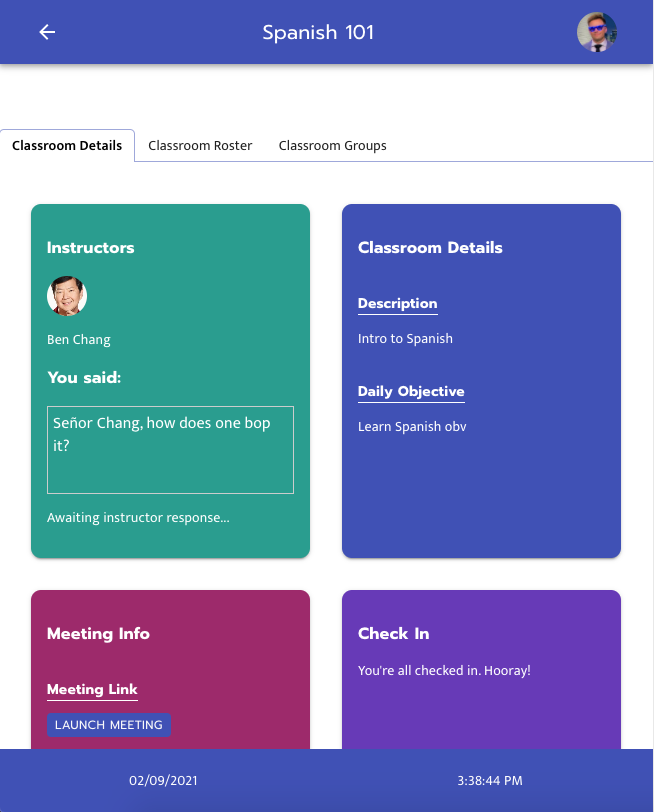 Spanish 101
Classroom Details
Classroom Roster
Classroom Groups
Instructors
Ben Chang
You said:
Señor Chang, how does one bop
it?
Awaiting instructor response...
Classroom Details
Description
Intro to Spanish
Daily Objective
Learn Spanish obv
Meeting Info
Meeting Link
LAUNCH MEETING
Check In
You're all checked in. Hooray!
02/09/2021
3:38:44 PM